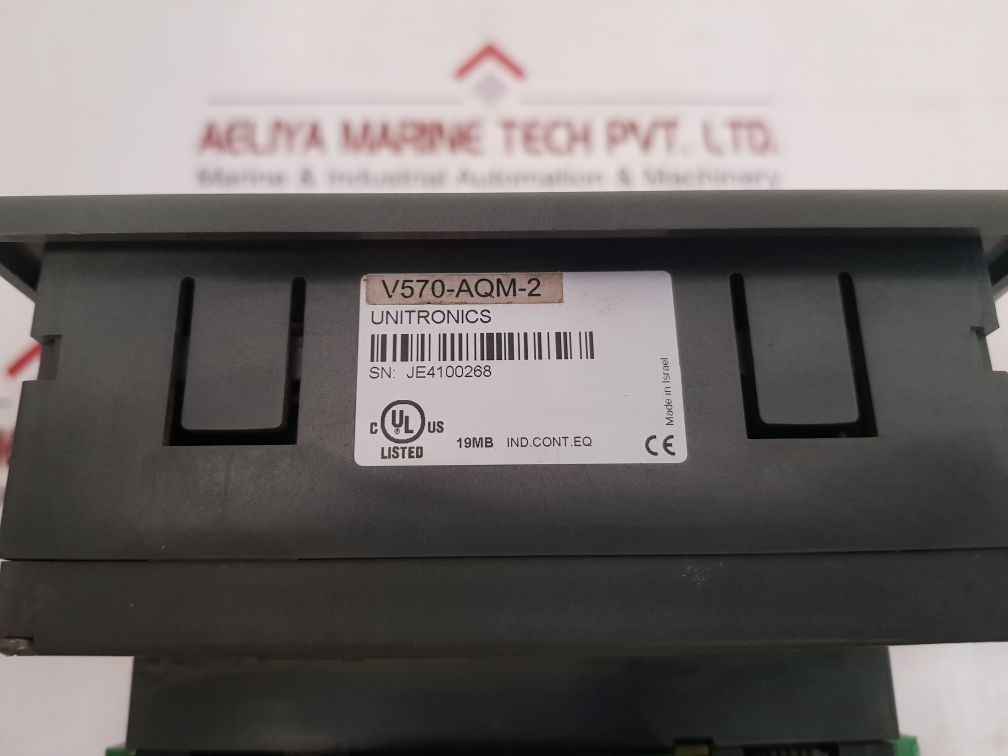 AELIYA MARINE TECH PVT. LTD.
Marine & Industrial Automation & Machinery
V570-AQM-2
UNITRONICS
SN: JE4100268
Made in Israel
C UL US
LISTED
19MB IND.CONT.EQ
CE